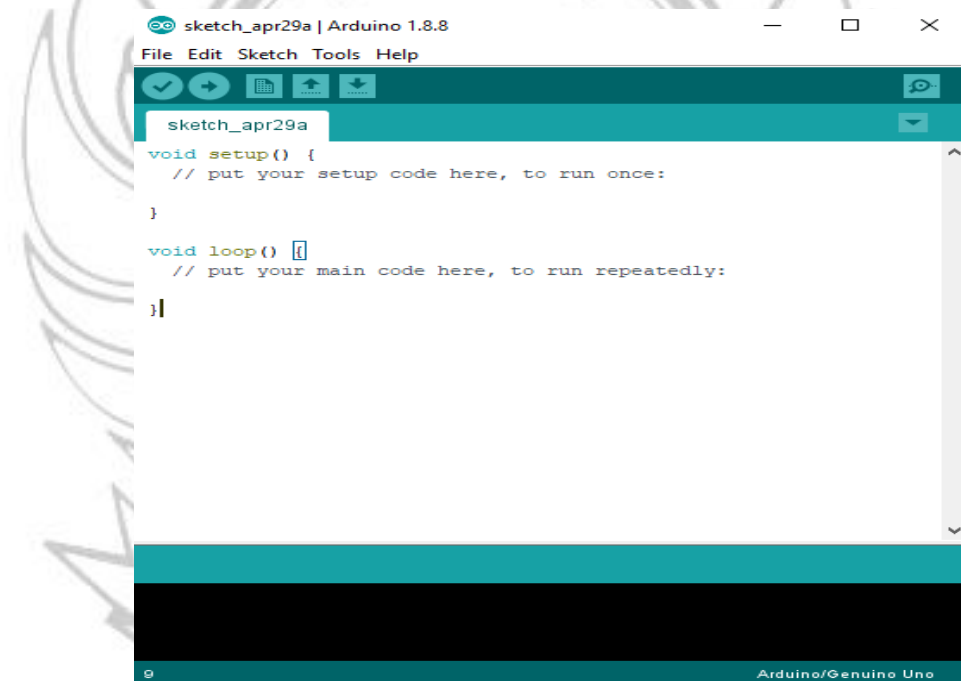 sketch_apr29a | Arduino 1.8.8
File Edit Sketch Tools Help
sketch_apr29a
void setup() {
// put your setup code here, to run once:
}
void loop() {
// put your main code here, to run repeatedly:
}
9 Arduino/Genuino Uno